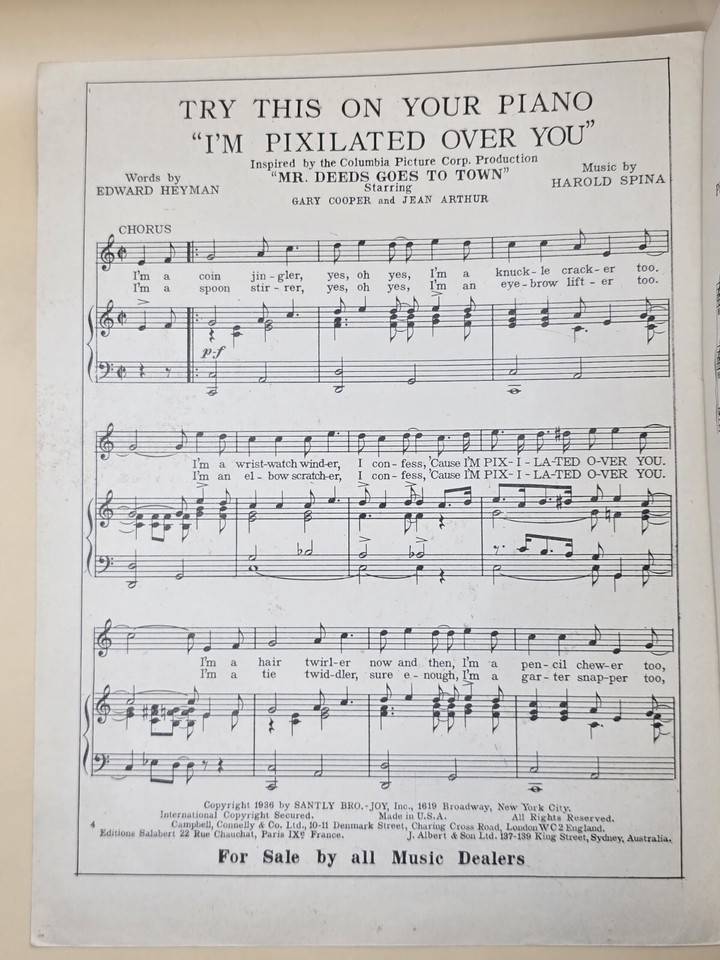 TRY THIS ON YOUR PIANO
"I'M PIXILATED OVER YOU"
Inspired by the Columbia Picture Corp. Production
"MR. DEEDS GOES TO TOWN"
Starring
GARY COOPER and JEAN ARTHUR
Words by
EDWARD HEYMAN
Music by
HAROLD SPINA
CHORUS
I'm a coin jin-gler, yes, oh yes, I'm a knuck-le crack-er too.
I'm a spoon stir-rer, yes, oh yes, I'm an eye-brow lift-er too.
p-f
I'm a wrist-watch wind-er, I con-fess, 'Cause I'M PIX-I-LA-TED O-VER YOU.
I'm an el-bow scratch-er, I con-fess, 'Cause I'M PIX-I-LA-TED O-VER YOU.
I'm a hair twirl-er now and then, I'm a pen-cil chew-er too,
I'm a tie twid-dler, sure e-nough, I'm a gar-ter snap-per too,
Copyright 1936 by SANTLY BRO.-JOY, Inc., 1619 Broadway, New York City.
International Copyright Secured. Made in U.S.A. All Rights Reserved.
4 Campbell, Connelly & Co. Ltd., 10-11 Denmark Street, Charing Cross Road, London WC2 England.
Editions Salabert 22 Rue Chauchat, Paris IXe France. J. Albert & Son Ltd. 137-139 King Street, Sydney, Australia.
For Sale by all Music Dealers